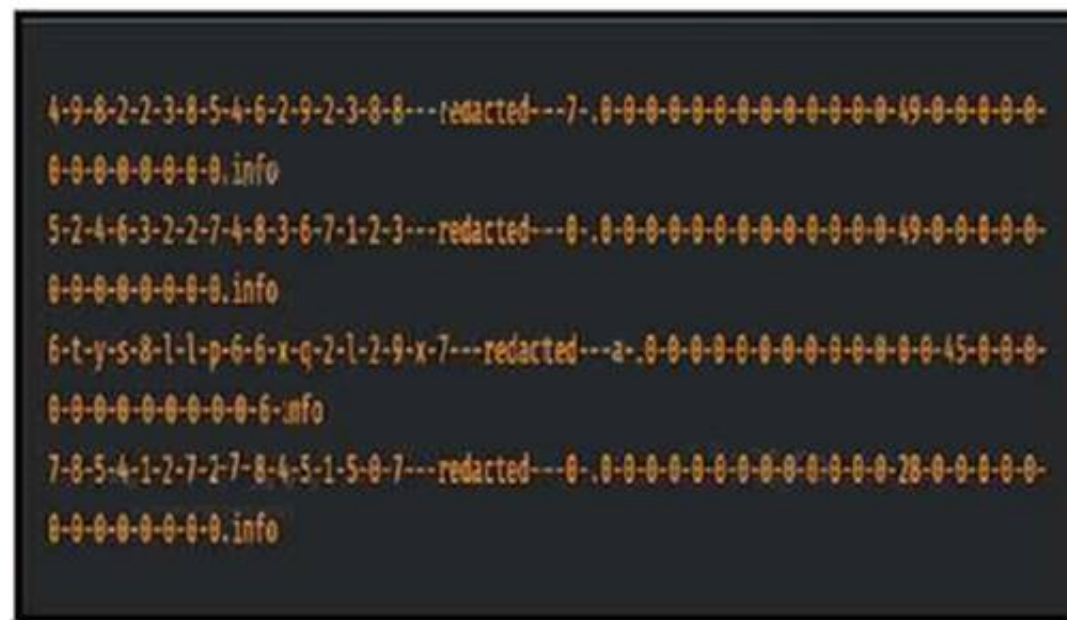 4-9-8-2-2-3-8-5-4-6-2-9-2-3-8-8---redacted---7-.0-0-0-0-0-0-0-0-0-0-0-0-0-49-0-0-0-0-0-
0-0-0-0-0-0-0-0.info
5-2-4-6-3-2-2-7-4-8-3-6-7-1-2-3---redacted---0-.0-0-0-0-0-0-0-0-0-0-0-0-0-49-0-0-0-0-0-
0-0-0-0-0-0-0-0.info
6-t-y-s-8-l-l-p-6-6-x-q-2-l-2-9-x-7---redacted---a-.0-0-0-0-0-0-0-0-0-0-0-0-0-45-0-0-0-
0-0-0-0-0-0-0-0-0-6-info
7-8-5-4-1-2-7-2-7-8-4-5-1-5-0-7---redacted---0-.0-0-0-0-0-0-0-0-0-0-0-0-0-28-0-0-0-0-0-
0-0-0-0-0-0-0-0.info